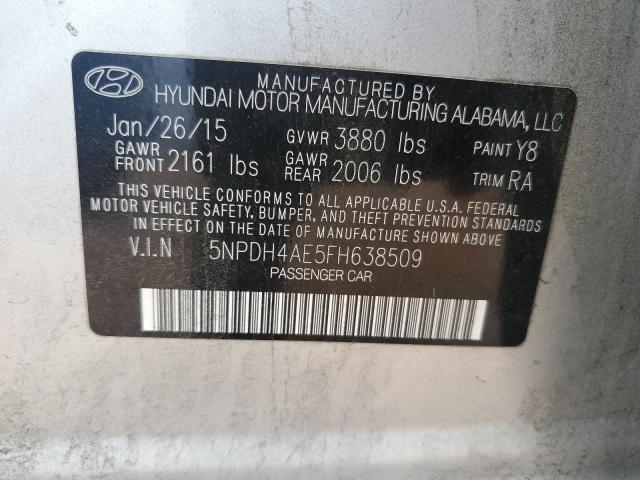 MANUFACTURED BY
HYUNDAI MOTOR MANUFACTURING ALABAMA, LLC
Jan/26/15 GVWR 3880 lbs PAINT Y8
GAWR FRONT 2161 lbs GAWR REAR 2006 lbs TRIM RA
THIS VEHICLE CONFORMS TO ALL APPLICABLE U.S.A. FEDERAL
MOTOR VEHICLE SAFETY, BUMPER, AND THEFT PREVENTION STANDARDS
IN EFFECT ON THE DATE OF MANUFACTURE SHOWN ABOVE.
V.I.N 5NPDH4AE5FH638509
PASSENGER CAR